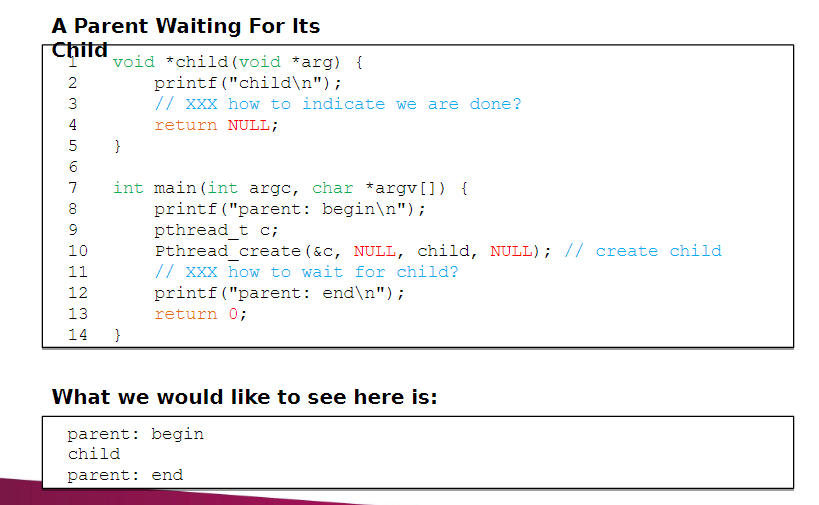 A Parent Waiting For Its
Child
1 void *child(void *arg) {
2 printf("child\n");
3 // XXX how to indicate we are done?
4 return NULL;
5 }
6
7 int main(int argc, char *argv[]) {
8 printf("parent: begin\n");
9 pthread_t c;
10 Pthread_create(&c, NULL, child, NULL); // create child
11 // XXX how to wait for child?
12 printf("parent: end\n");
13 return 0;
14 }
What we would like to see here is:
parent: begin
child
parent: end